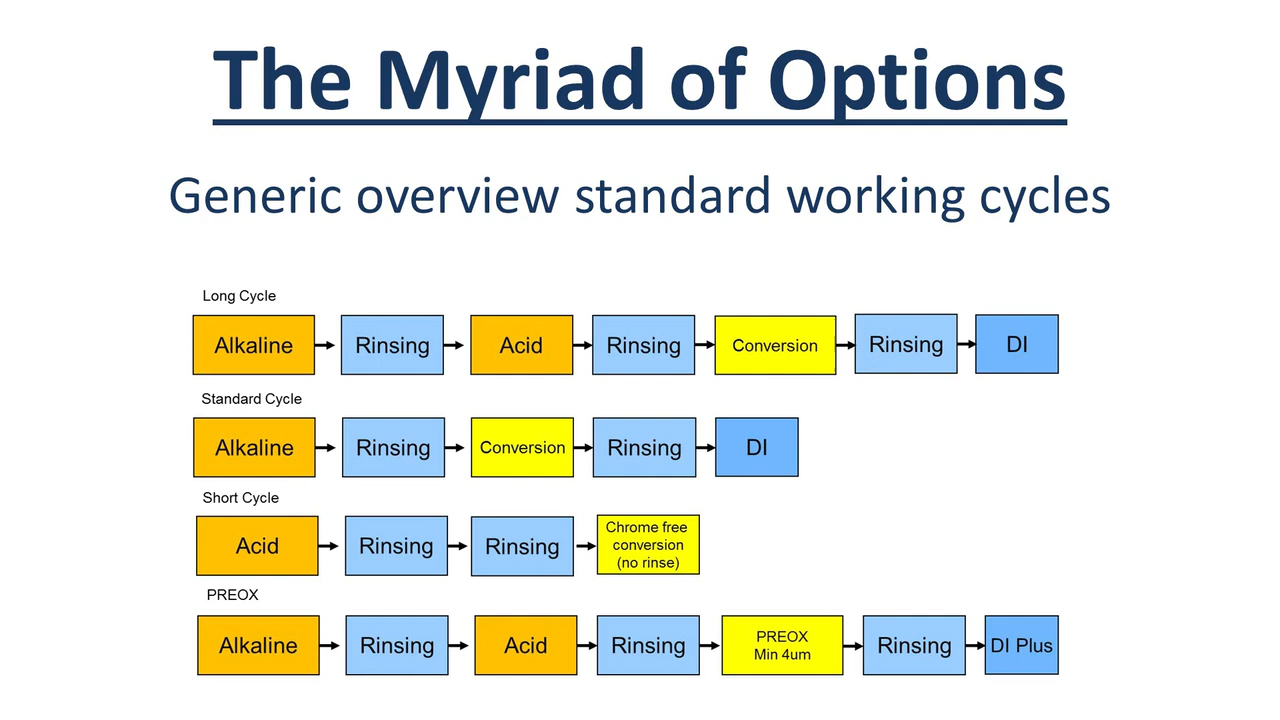 The Myriad of Options
Generic overview standard working cycles
Long Cycle
Alkaline
Rinsing
Acid
Rinsing
Conversion
Rinsing
DI
Standard Cycle
Alkaline
Rinsing
Conversion
Rinsing
DI
Short Cycle
Acid
Rinsing
Rinsing
Chrome free
conversion
(no rinse)
PREOX
Alkaline
Rinsing
Acid
Rinsing
PREOX
Min 4um
Rinsing
DI Plus